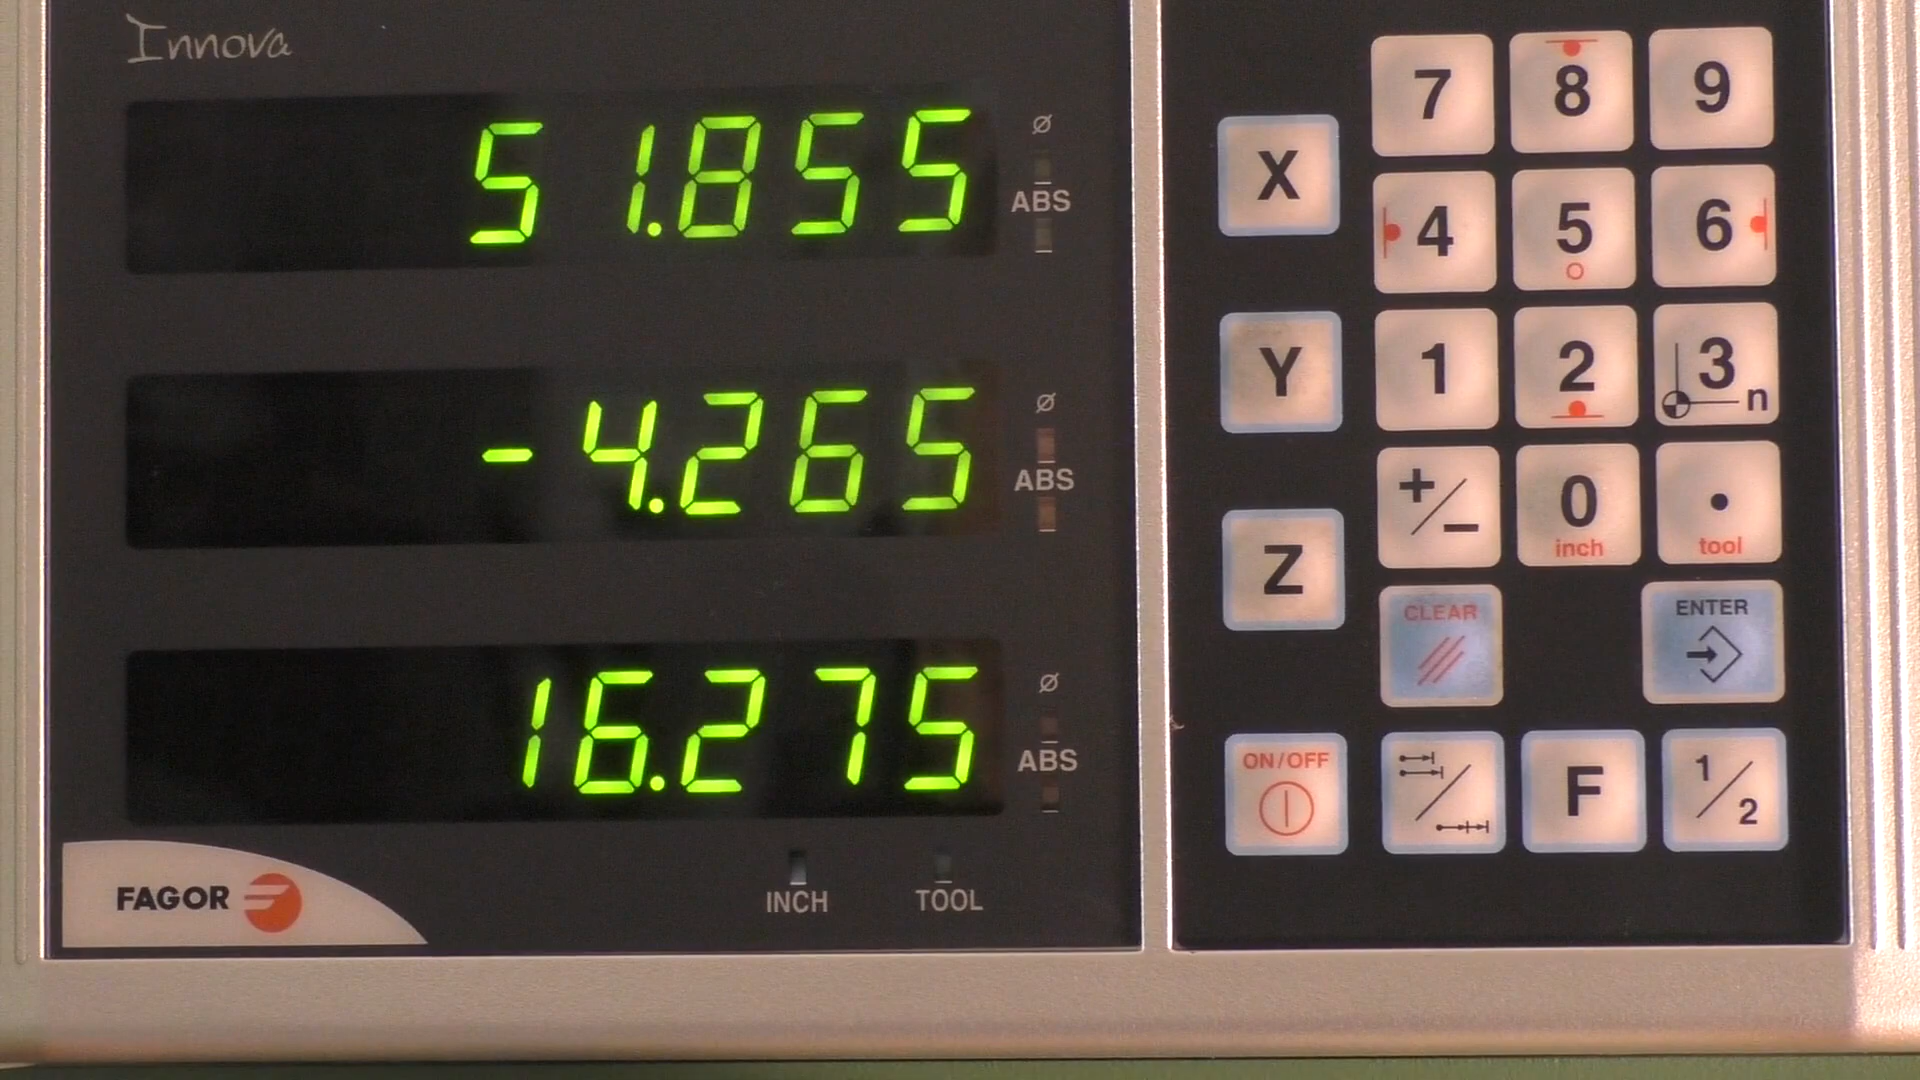 Innova
51.855
Ø
ABS
-4.265
Ø
ABS
16.275
Ø
ABS
FAGOR
INCH
TOOL
X
7
8
9
4
5
6
Y
1
2
3
n
Z
+/-
0
inch
.
tool
CLEAR
ENTER
ON/OFF
F
1/2